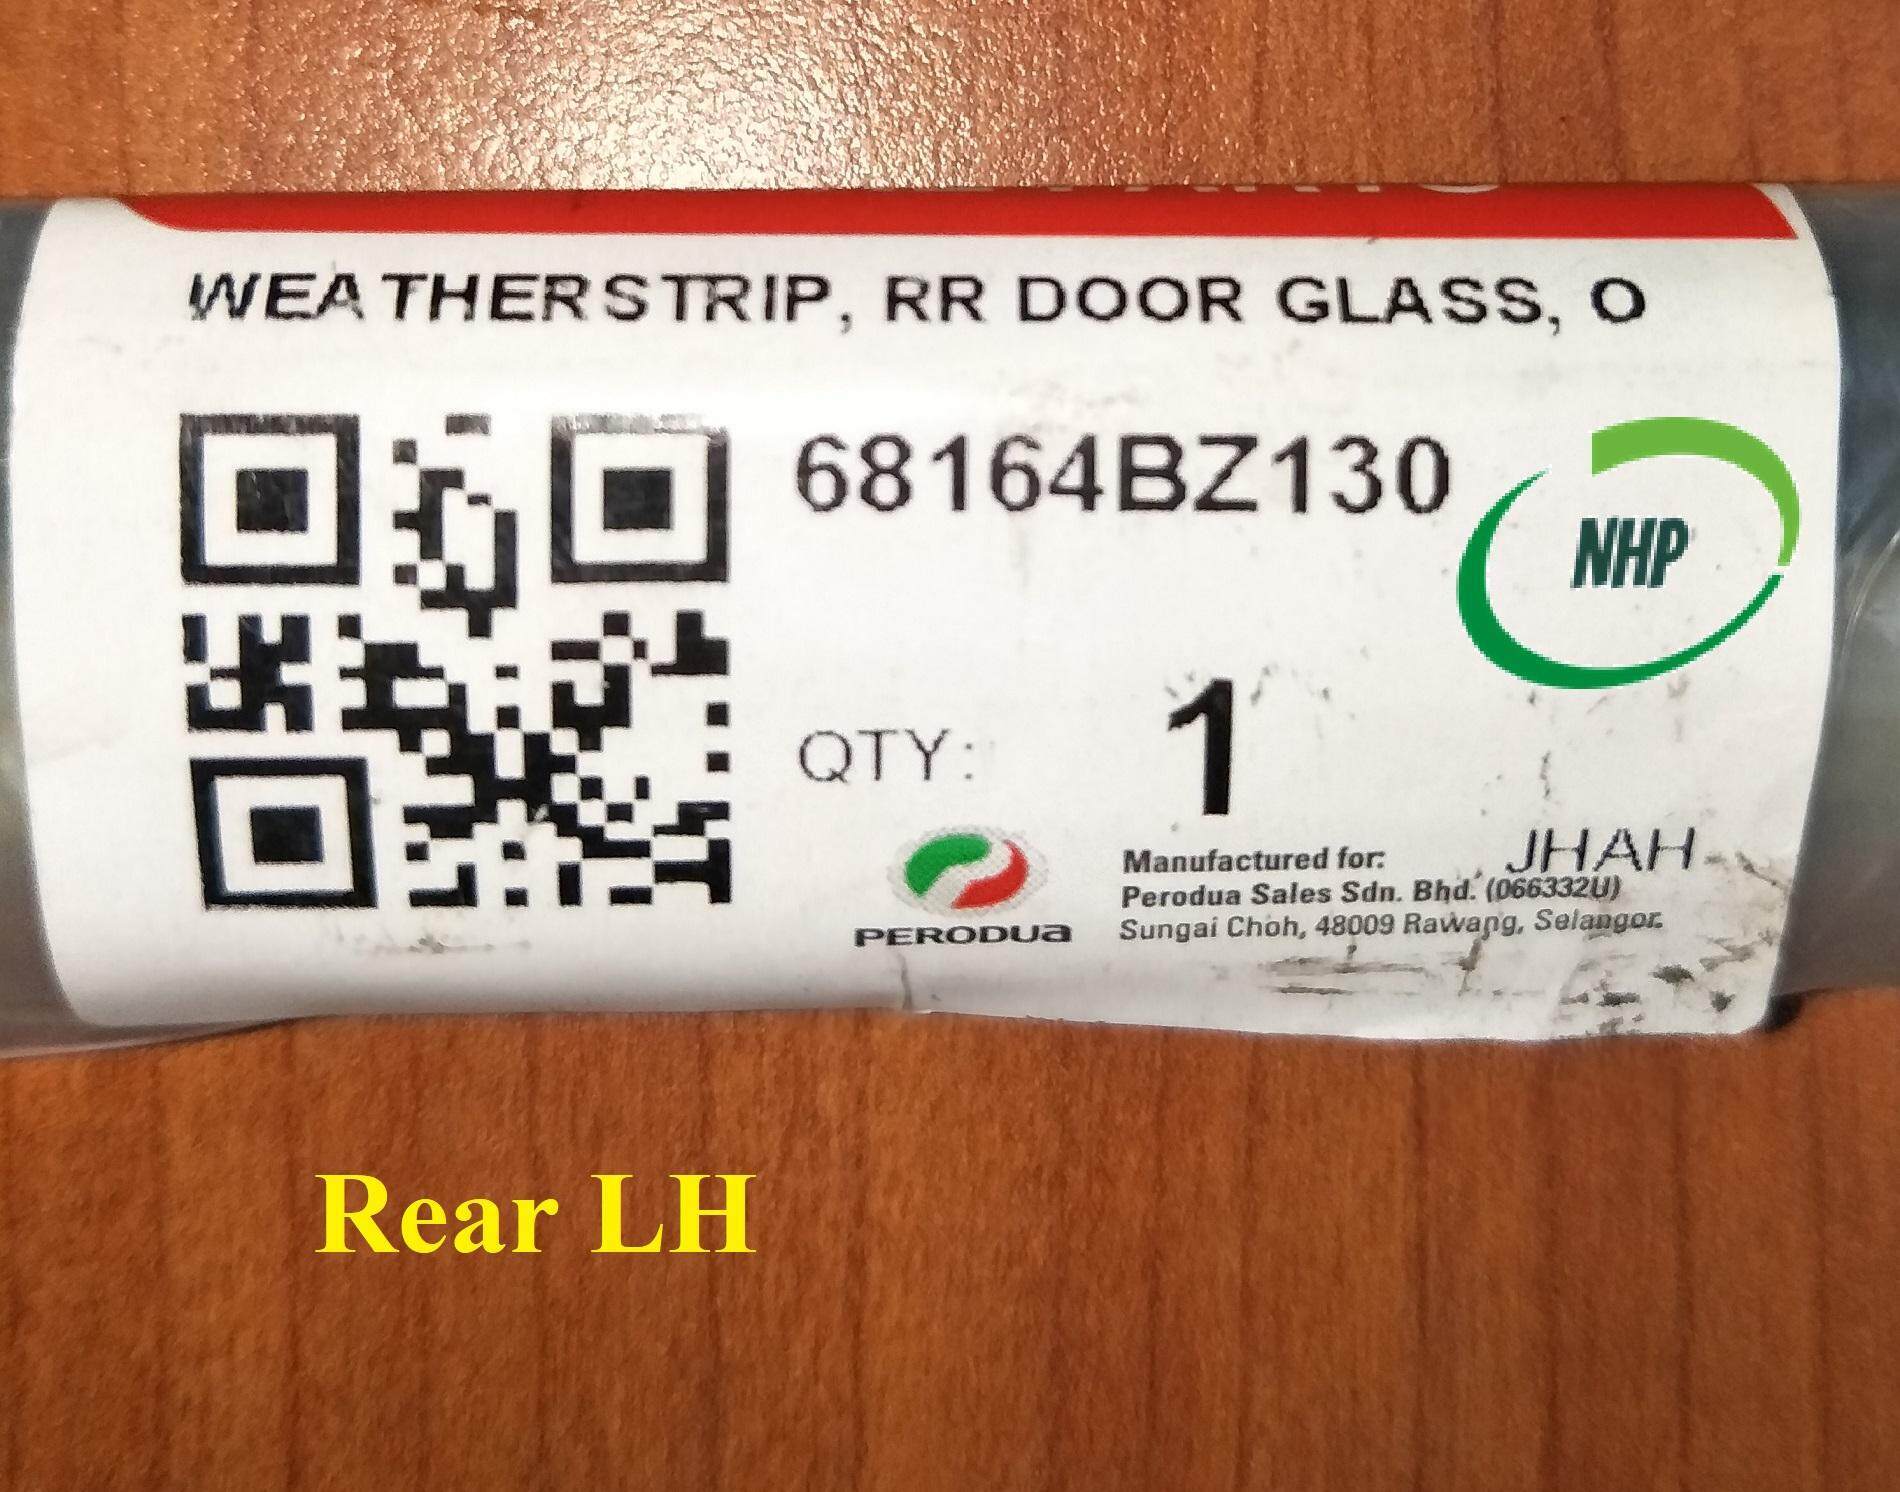 WEATHERSTRIP, RR DOOR GLASS, O
68164BZ130
NHP
QTY: 1
JHAH
PERODUA
Manufactured for:
Perodua Sales Sdn. Bhd. (066332U)
Sungai Choh, 48009 Rawang, Selangor.
Rear LH